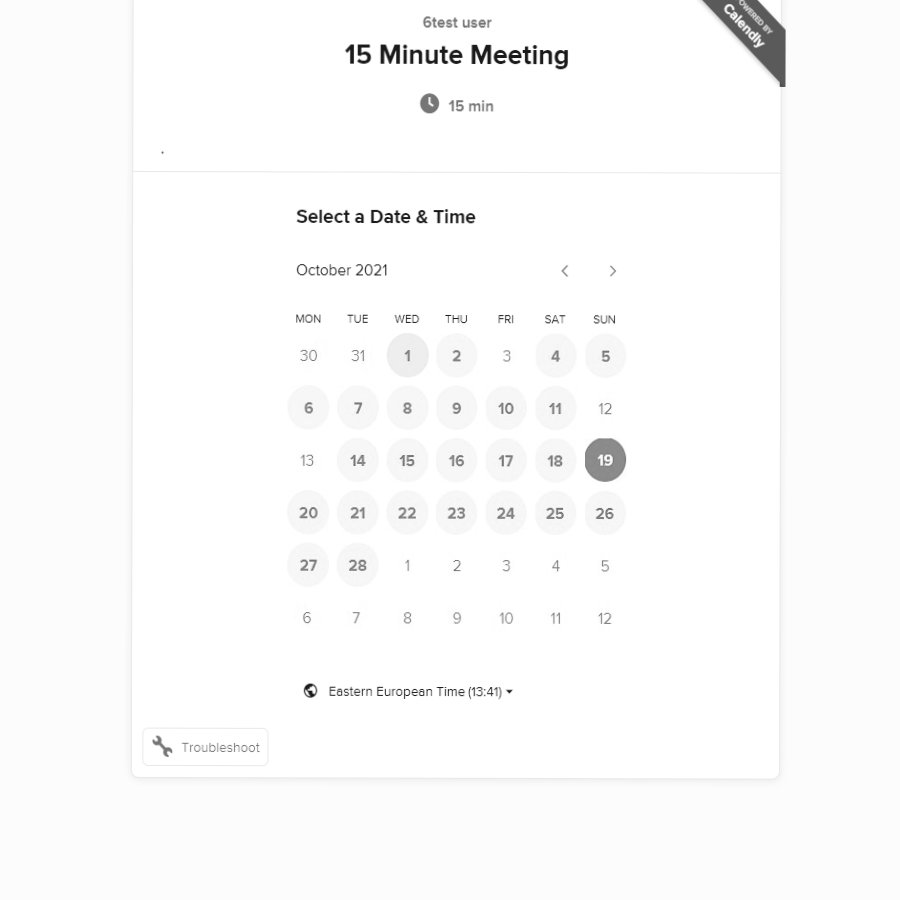 POWERED BY
Calendly
6test user
15 Minute Meeting
15 min
.
Select a Date & Time
October 2021
MON TUE WED THU FRI SAT SUN
30 31 1 2 3 4 5
6 7 8 9 10 11 12
13 14 15 16 17 18 19
20 21 22 23 24 25 26
27 28 1 2 3 4 5
6 7 8 9 10 11 12
Eastern European Time (13:41)
Troubleshoot